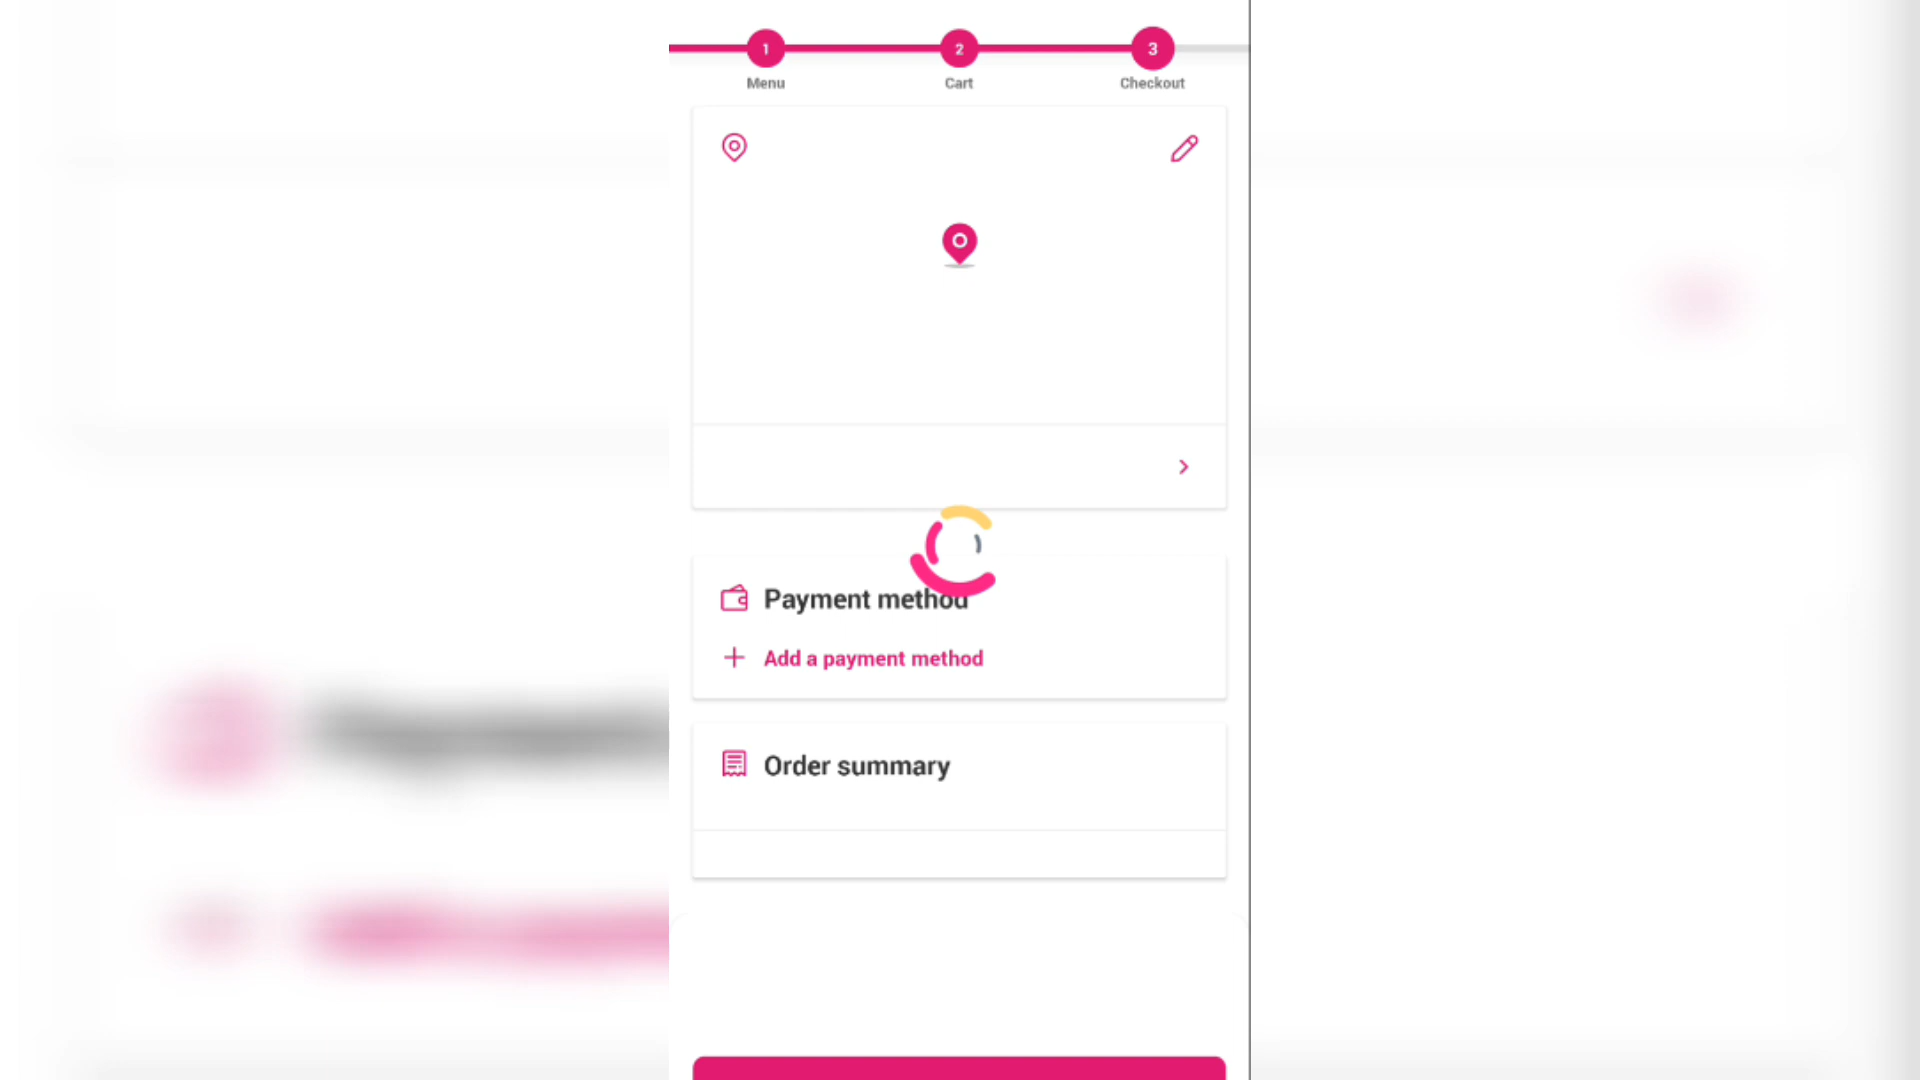 1 2 3
Menu Cart Checkout
Payment method
Add a payment method
Order summary